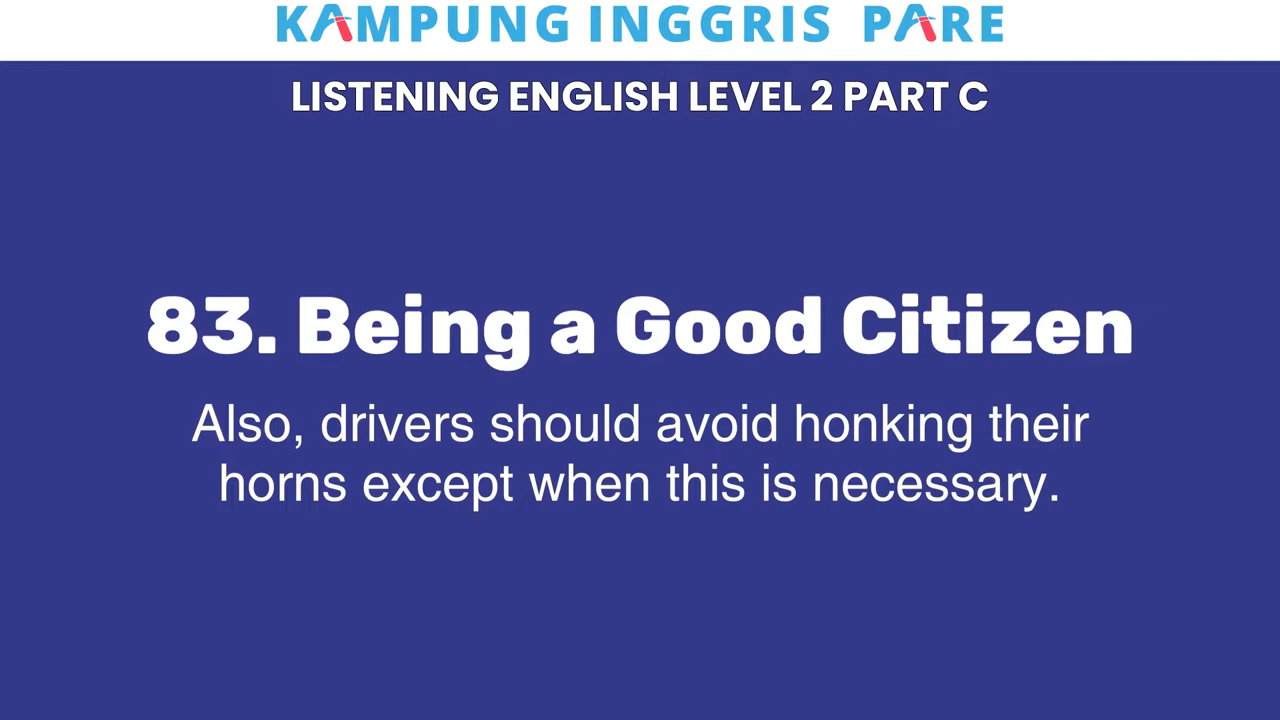 KAMPUNG INGGRIS PARE
LISTENING ENGLISH LEVEL 2 PART C
83. Being a Good Citizen
Also, drivers should avoid honking their
horns except when this is necessary.